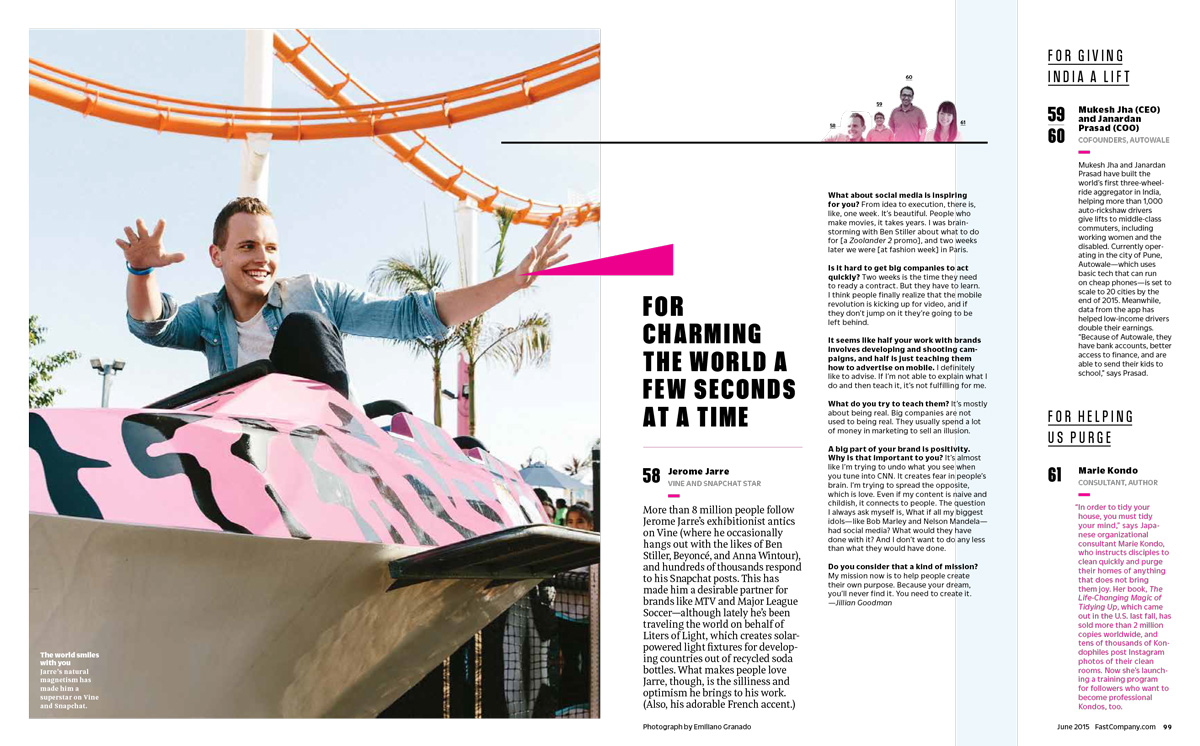 The world smiles
with you
Jarre's natural
magnetism has
made him a
superstar on Vine
and Snapchat.
58
59
60
61
FOR
CHARMING
THE WORLD A
FEW SECONDS
AT A TIME
58 Jerome Jarre
VINE AND SNAPCHAT STAR
More than 8 million people follow
Jerome Jarre's exhibitionist antics
on Vine (where he occasionally
hangs out with the likes of Ben
Stiller, Beyoncé, and Anna Wintour),
and hundreds of thousands respond
to his Snapchat posts. This has
made him a desirable partner for
brands like MTV and Major League
Soccer—although lately he's been
traveling the world on behalf of
Liters of Light, which creates solar-
powered light fixtures for develop-
ing countries out of recycled soda
bottles. What makes people love
Jarre, though, is the silliness and
optimism he brings to his work.
(Also, his adorable French accent.)
Photograph by Emiliano Granado
What about social media is inspiring
for you? From idea to execution, there is,
like, one week. It's beautiful. People who
make movies, it takes years. I was brain-
storming with Ben Stiller about what to do
for [a Zoolander 2 promo], and two weeks
later we were [at fashion week] in Paris.
Is it hard to get big companies to act
quickly? Two weeks is the time they need
to ready a contract. But they have to learn.
I think people finally realize that the mobile
revolution is kicking up for video, and if
they don't jump on it they're going to be
left behind.
It seems like half your work with brands
involves developing and shooting cam-
paigns, and half is just teaching them
how to advertise on mobile. I definitely
like to advise. If I'm not able to explain what I
do and then teach it, it's not fulfilling for me.
What do you try to teach them? It's mostly
about being real. Big companies are not
used to being real. They usually spend a lot
of money in marketing to sell an illusion.
A big part of your brand is positivity.
Why is that important to you? It's almost
like I'm trying to undo what you see when
you tune into CNN. It creates fear in people's
brain. I'm trying to spread the opposite,
which is love. Even if my content is naive and
childish, it connects to people. The question
I always ask myself is, What if all my biggest
idols—like Bob Marley and Nelson Mandela—
had social media? What would they have
done with it? And I don't want to do any less
than what they would have done.
Do you consider that a kind of mission?
My mission now is to help people create
their own purpose. Because your dream,
you'll never find it. You need to create it.
—Jillian Goodman
FOR GIVING
INDIA A LIFT
59
60
Mukesh Jha (CEO)
and Janardan
Prasad (COO)
COFOUNDERS, AUTOWALE
Mukesh Jha and Janardan
Prasad have built the
world's first three-wheel-
ride aggregator in India,
helping more than 1,000
auto-rickshaw drivers
give lifts to middle-class
commuters, including
working women and the
disabled. Currently oper-
ating in the city of Pune,
Autowale—which uses
basic tech that can run
on cheap phones—is set to
scale to 20 cities by the
end of 2015. Meanwhile,
data from the app has
helped low-income drivers
double their earnings.
"Because of Autowale, they
have bank accounts, better
access to finance, and are
able to send their kids to
school," says Prasad.
FOR HELPING
US PURGE
61 Marie Kondo
CONSULTANT, AUTHOR
"In order to tidy your
house, you must tidy
your mind," says Japa-
nese organizational
consultant Marie Kondo,
who instructs disciples to
clean quickly and purge
their homes of anything
that does not bring
them joy. Her book, The
Life-Changing Magic of
Tidying Up, which came
out in the U.S. last fall, has
sold more than 2 million
copies worldwide, and
tens of thousands of Kon-
dophiles post Instagram
photos of their clean
rooms. Now she's launch-
ing a training program
for followers who want to
become professional
Kondos, too.
June 2015 FastCompany.com 99